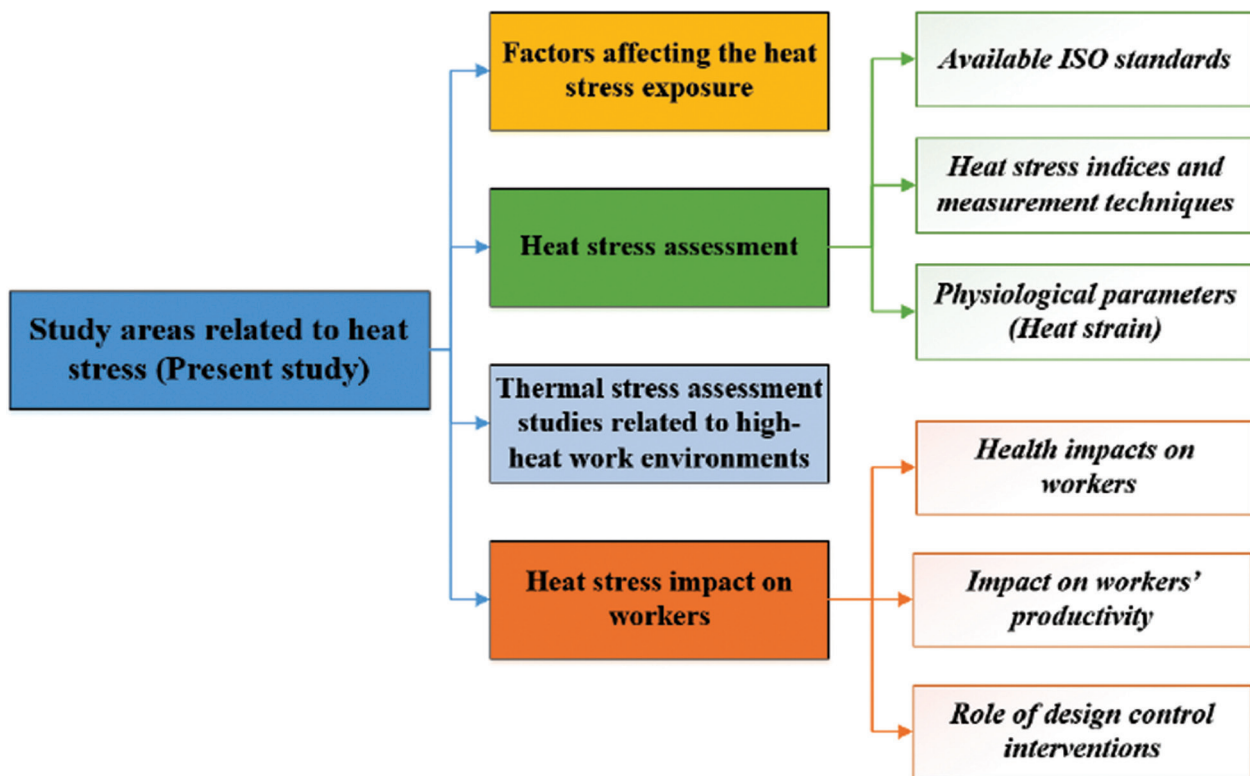 Study areas related to heat
stress (Present study)
Factors affecting the heat
stress exposure
Heat stress assessment
Thermal stress assessment
studies related to high-
heat work environments
Heat stress impact on
workers
Available ISO standards
Heat stress indices and
measurement techniques
Physiological parameters
(Heat strain)
Health impacts on
workers
Impact on workers’
productivity
Role of design control
interventions